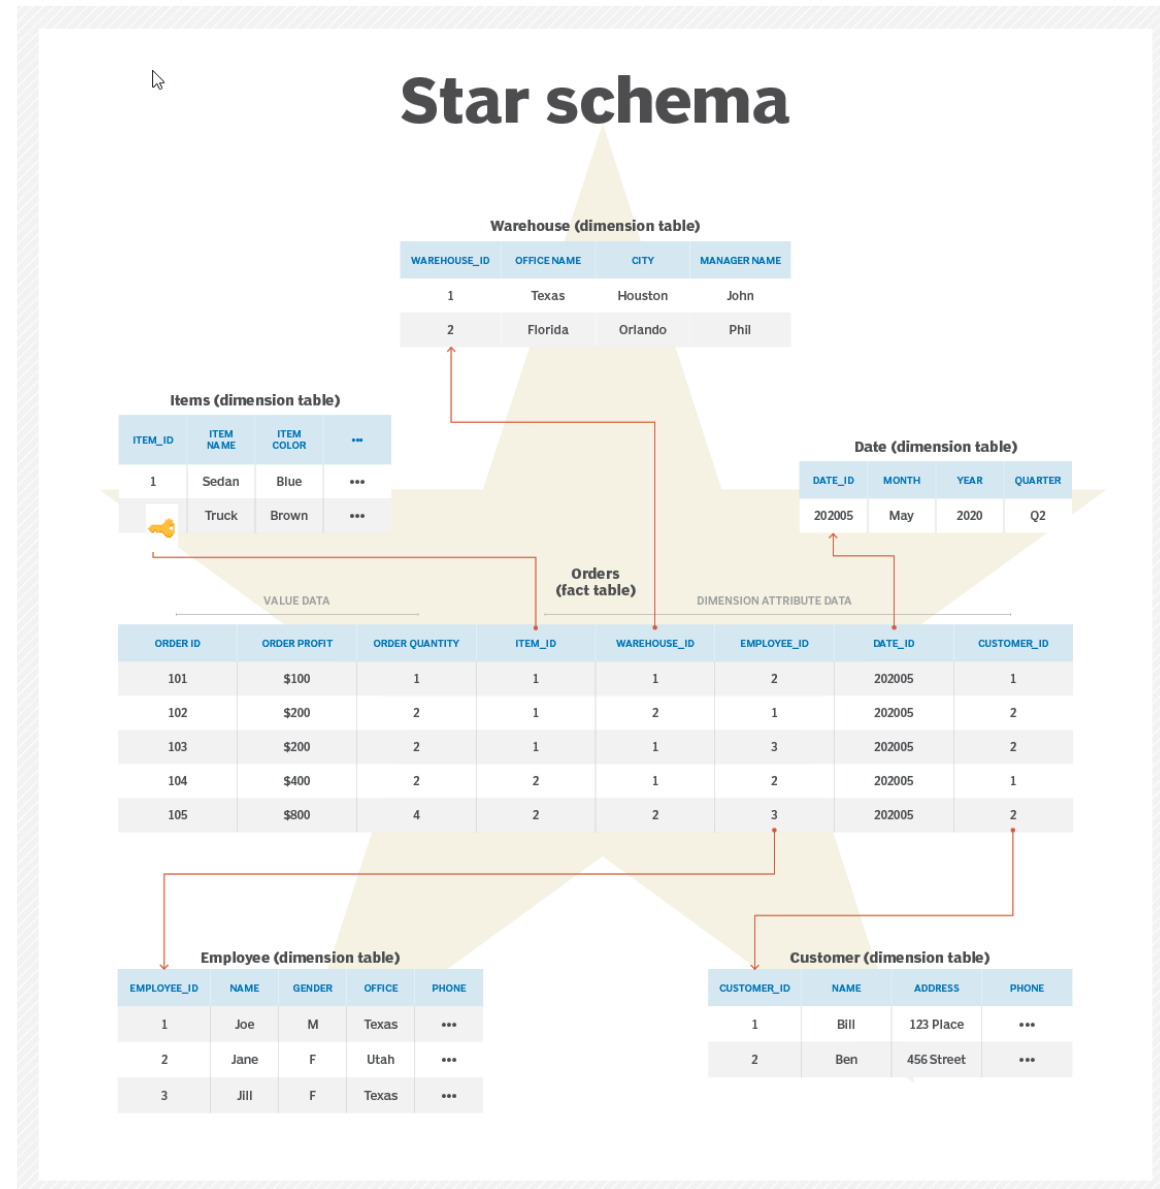 Star schema
Warehouse (dimension table)
WAREHOUSE_ID OFFICE NAME CITY MANAGER NAME
1 Texas Houston John
2 Florida Orlando Phil
Items (dimension table)
ITEM_ID ITEM NAME ITEM COLOR •••
1 Sedan Blue •••
Truck Brown •••
Date (dimension table)
DATE_ID MONTH YEAR QUARTER
202005 May 2020 Q2
Orders
(fact table)
VALUE DATA DIMENSION ATTRIBUTE DATA
ORDER ID ORDER PROFIT ORDER QUANTITY ITEM_ID WAREHOUSE_ID EMPLOYEE_ID DATE_ID CUSTOMER_ID
101 $100 1 1 1 2 202005 1
102 $200 2 1 2 1 202005 2
103 $200 2 1 1 3 202005 2
104 $400 2 2 1 2 202005 1
105 $800 4 2 2 3 202005 2
Employee (dimension table)
EMPLOYEE_ID NAME GENDER OFFICE PHONE
1 Joe M Texas •••
2 Jane F Utah •••
3 Jill F Texas •••
Customer (dimension table)
CUSTOMER_ID NAME ADDRESS PHONE
1 Bill 123 Place •••
2 Ben 456 Street •••